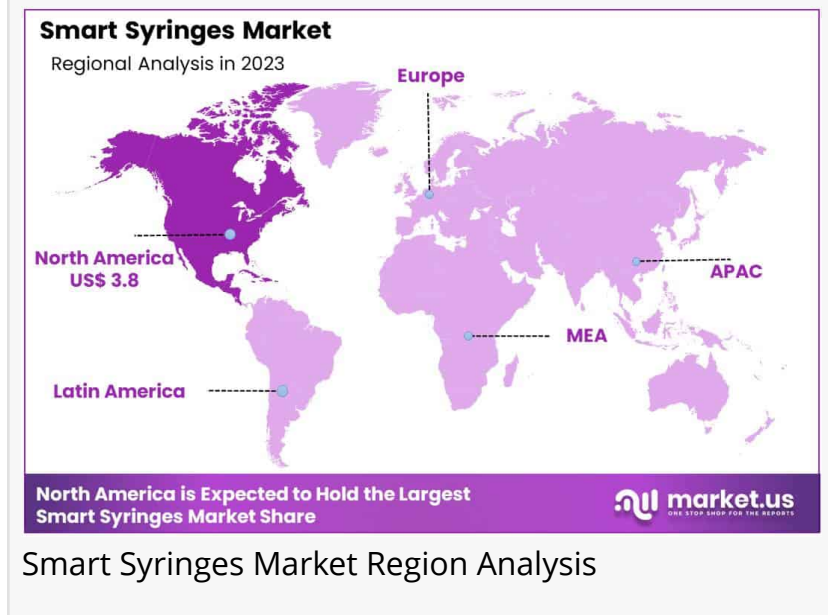 Smart Syringes Market
Regional Analysis in 2023
Europe
North America
US$ 3.8
APAC
MEA
Latin America
North America is Expected to Hold the Largest
Smart Syringes Market Share
market.us
ONE STOP SHOP FOR THE REPORTS
Smart Syringes Market Region Analysis